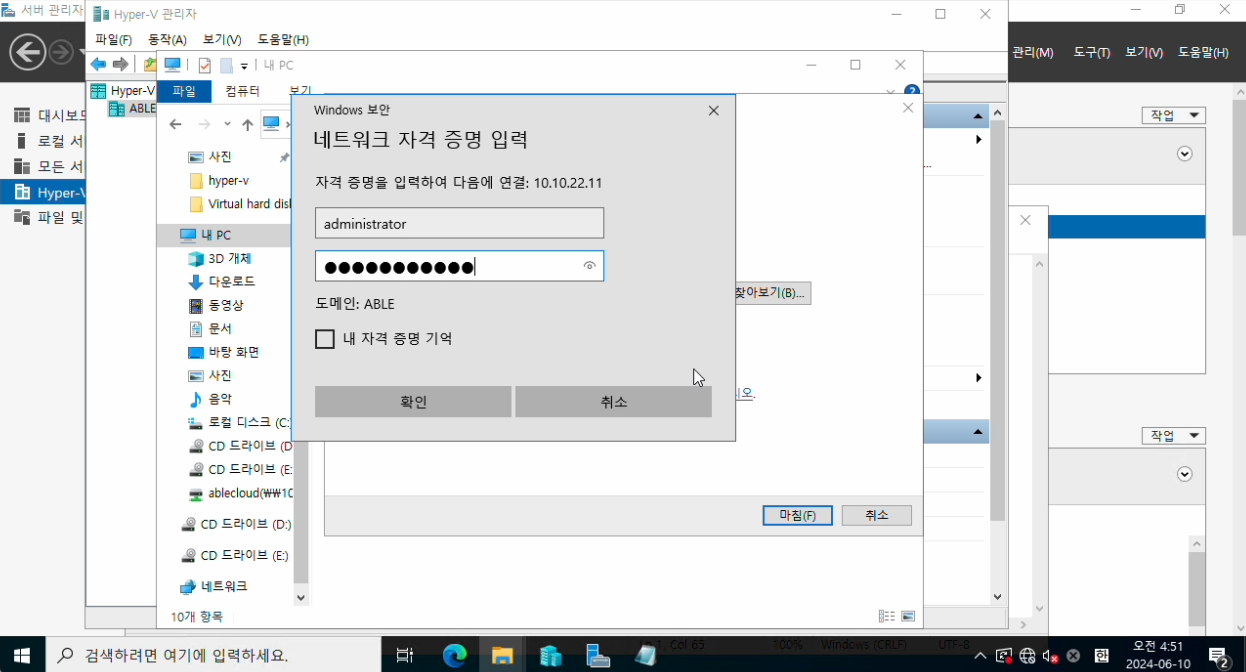 서버 관리자
Hyper-V 관리자
파일(F) 동작(A) 보기(V) 도움말(H)
관리(M) 도구(T) 보기(V) 도움말(H)
내 PC
Hyper-V
ABLE
파일 컴퓨터 보기
대시보드
로컬 서
모든 서
Hyper-V
파일 및
사진
hyper-v
Virtual hard disk
내 PC
3D 개체
다운로드
동영상
문서
바탕 화면
사진
음악
로컬 디스크 (C:
CD 드라이브 (D
CD 드라이브 (E:
ablecloud(₩₩10
CD 드라이브 (D:)
CD 드라이브 (E:)
네트워크
10개 항목
Windows 보안
네트워크 자격 증명 입력
자격 증명을 입력하여 다음에 연결: 10.10.22.11
administrator
●●●●●●●●●●●
도메인: ABLE
내 자격 증명 기억
확인 취소
찾아보기(B)...
시오.
마침(F) 취소
작업
작업
Ln 1, Col 65 100% Windows (CRLF) UTF-8
검색하려면 여기에 입력하세요.
한
오전 4:51
2024-06-10
2